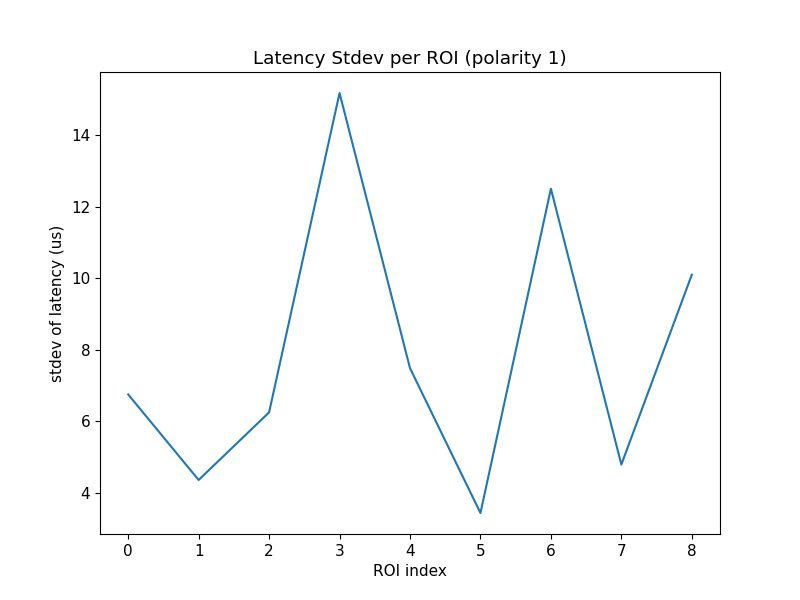 Latency Stdev per ROI (polarity 1)
stdev of latency (us)
14
12
10
8
6
4
0 1 2 3 4 5 6 7 8
ROI index